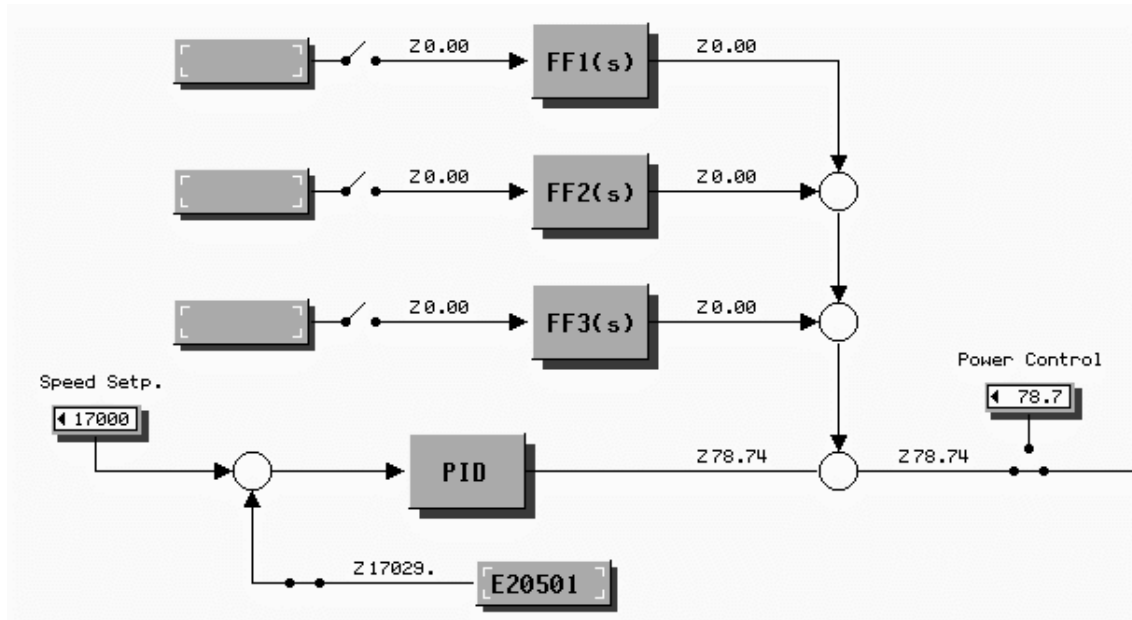 Z0.00 FF1(s) Z0.00
Z0.00 FF2(s) Z0.00
Z0.00 FF3(s) Z0.00
Power Control
78.7
Speed Setp.
17000
PID Z78.74 Z78.74
Z17029.
E20501